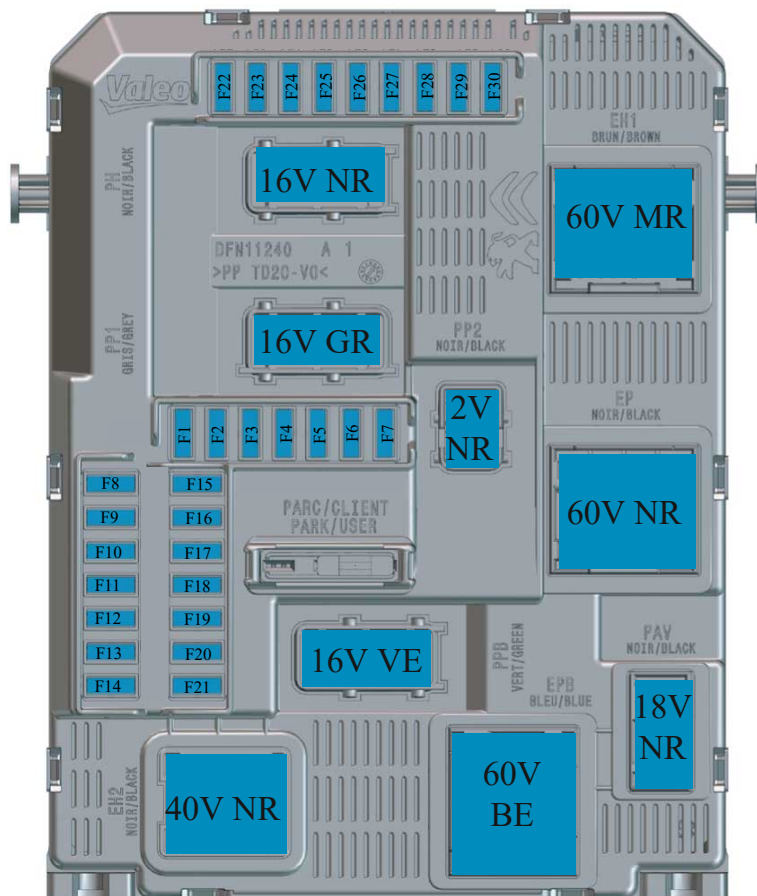 Valeo
F22 F23 F24 F25 F26 F27 F28 F29 F30
EH1
BRUN/BROWN
PH
NOIR/BLACK
16V NR
60V MR
DFN11240 A 1
>PP TD20-V0<
PP1
GRIS/GREY
16V GR
PP2
NOIR/BLACK
EP
NOIR/BLACK
2V
NR
F1 F2 F3 F4 F5 F6 F7
F8 F15
F9 F16
F10 F17
F11 F18
F12 F19
F13 F20
F14 F21
PARC/CLIENT
PARK/USER
60V NR
16V VE
PPB
VERT/GREEN
PAV
NOIR/BLACK
EPB
BLEU/BLUE
18V
NR
EH2
NOIR/BLACK
40V NR
60V
BE